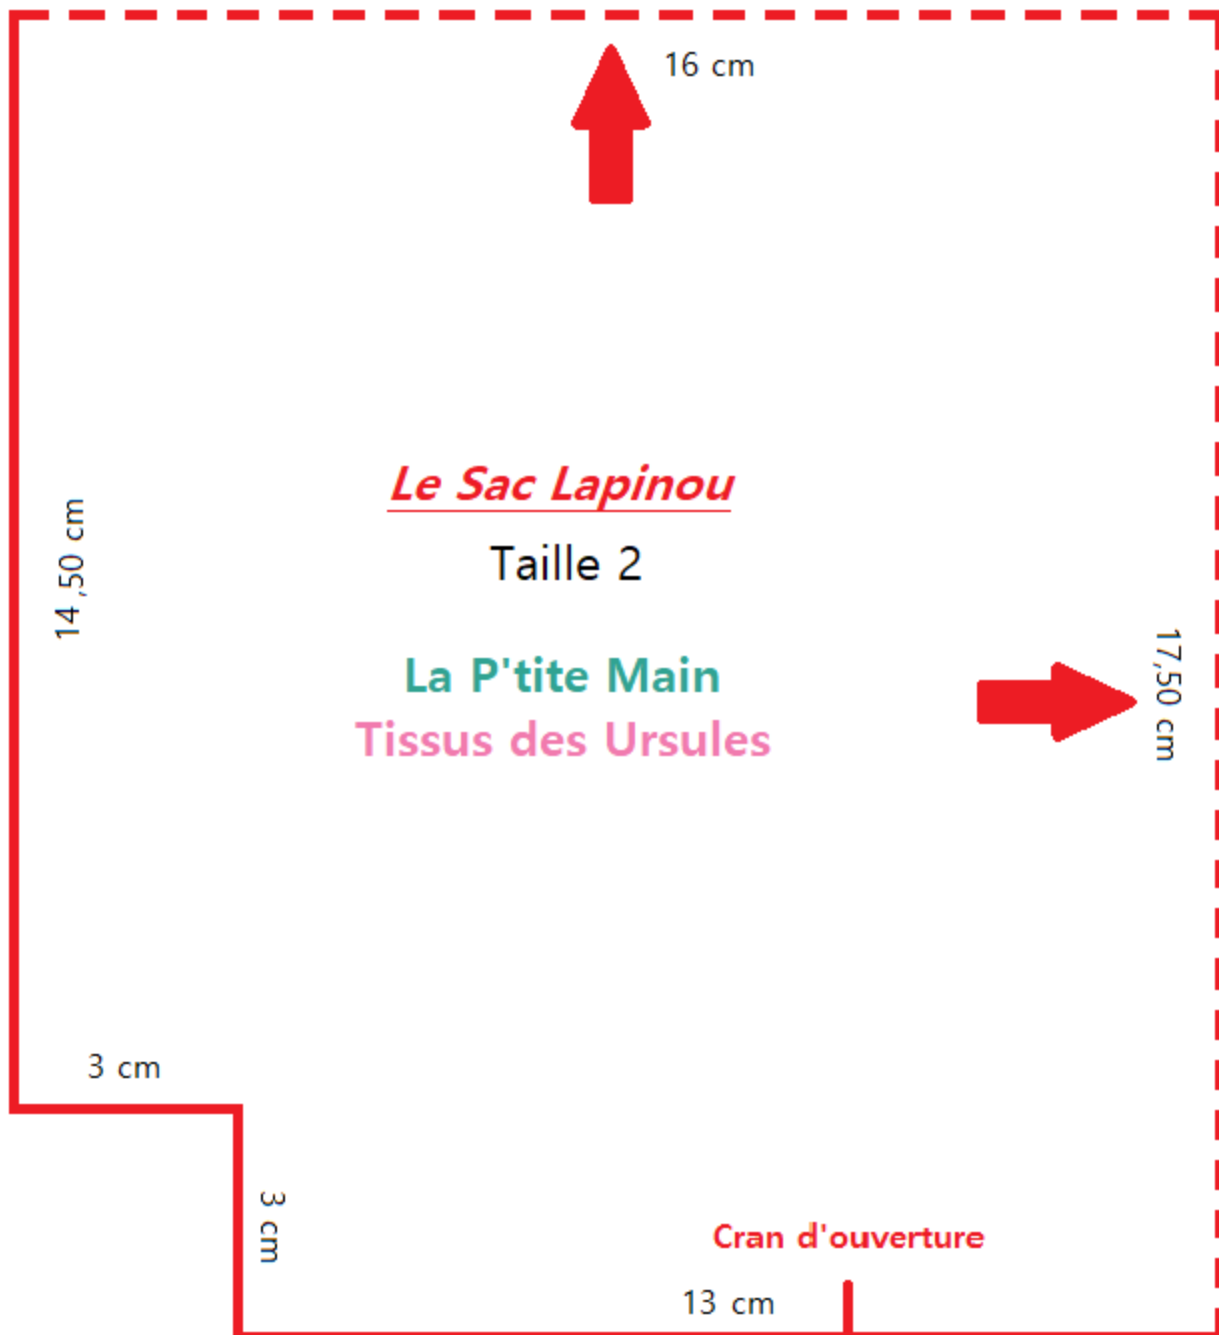 16 cm
Le Sac Lapinou
14 ,50 cm
Taille 2
17,50 cm
La P'tite Main
Tissus des Ursules
3 cm
3 cm
Cran d'ouverture
13 cm